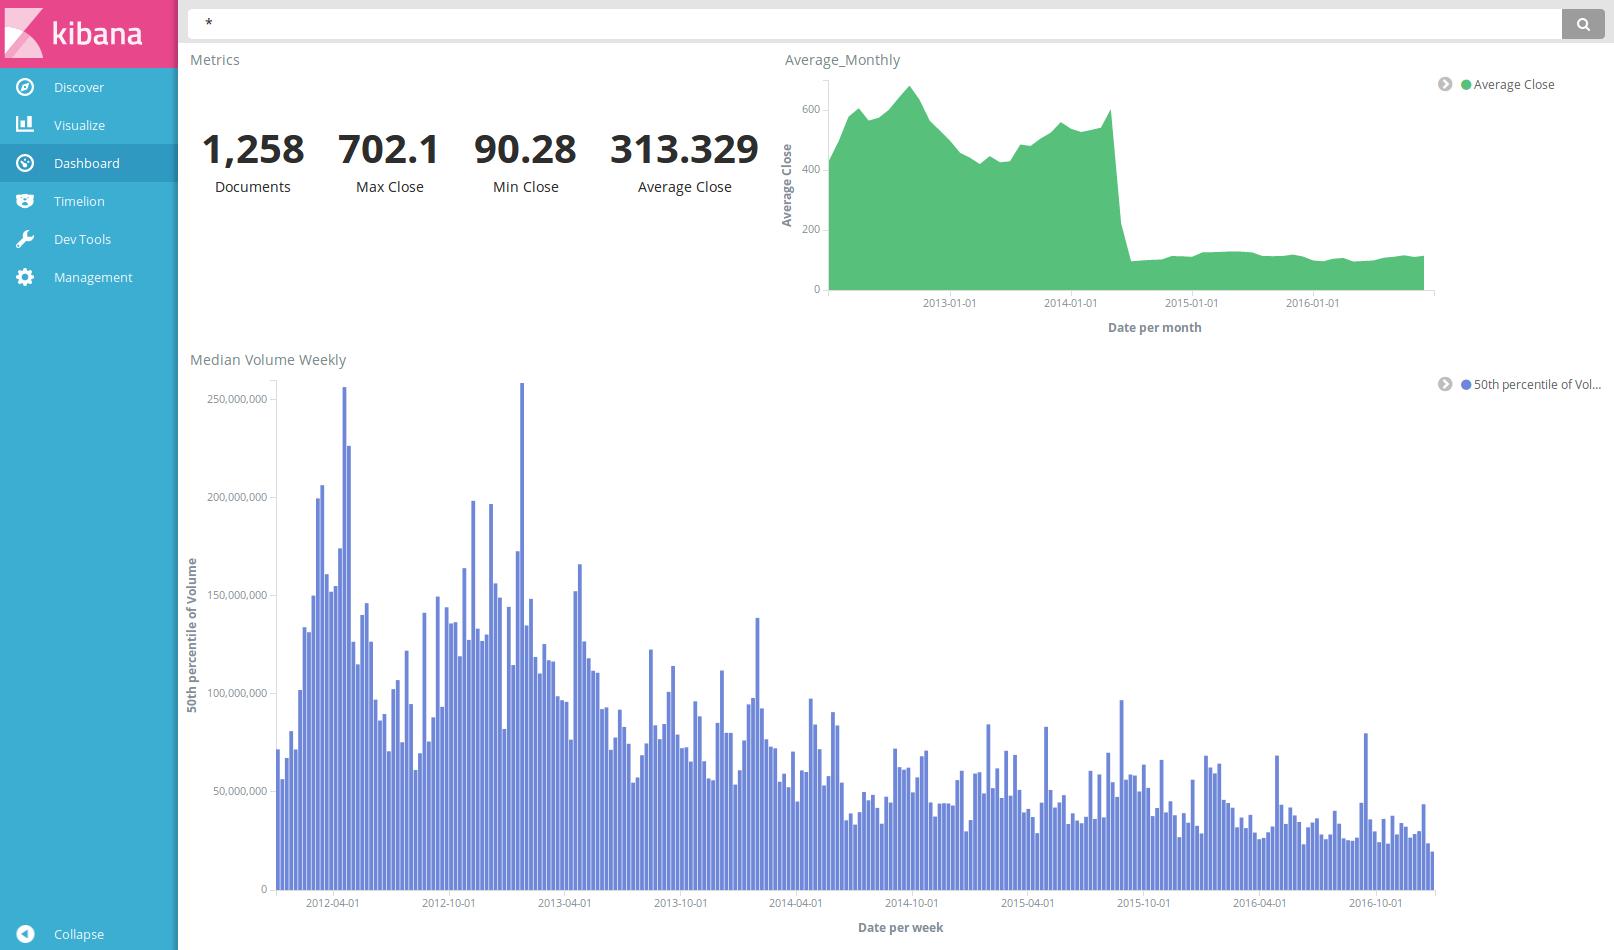 kibana
Discover
Visualize
Dashboard
Timelion
Dev Tools
Management
Collapse
*
Metrics
1,258 702.1 90.28 313.329
Documents Max Close Min Close Average Close
Average_Monthly
Average Close
600
400
200
0
Average Close
2013-01-01 2014-01-01 2015-01-01 2016-01-01
Date per month
Median Volume Weekly
50th percentile of Vol...
250,000,000
200,000,000
150,000,000
100,000,000
50,000,000
0
50th percentile of Volume
2012-04-01 2012-10-01 2013-04-01 2013-10-01 2014-04-01 2014-10-01 2015-04-01 2015-10-01 2016-04-01 2016-10-01
Date per week